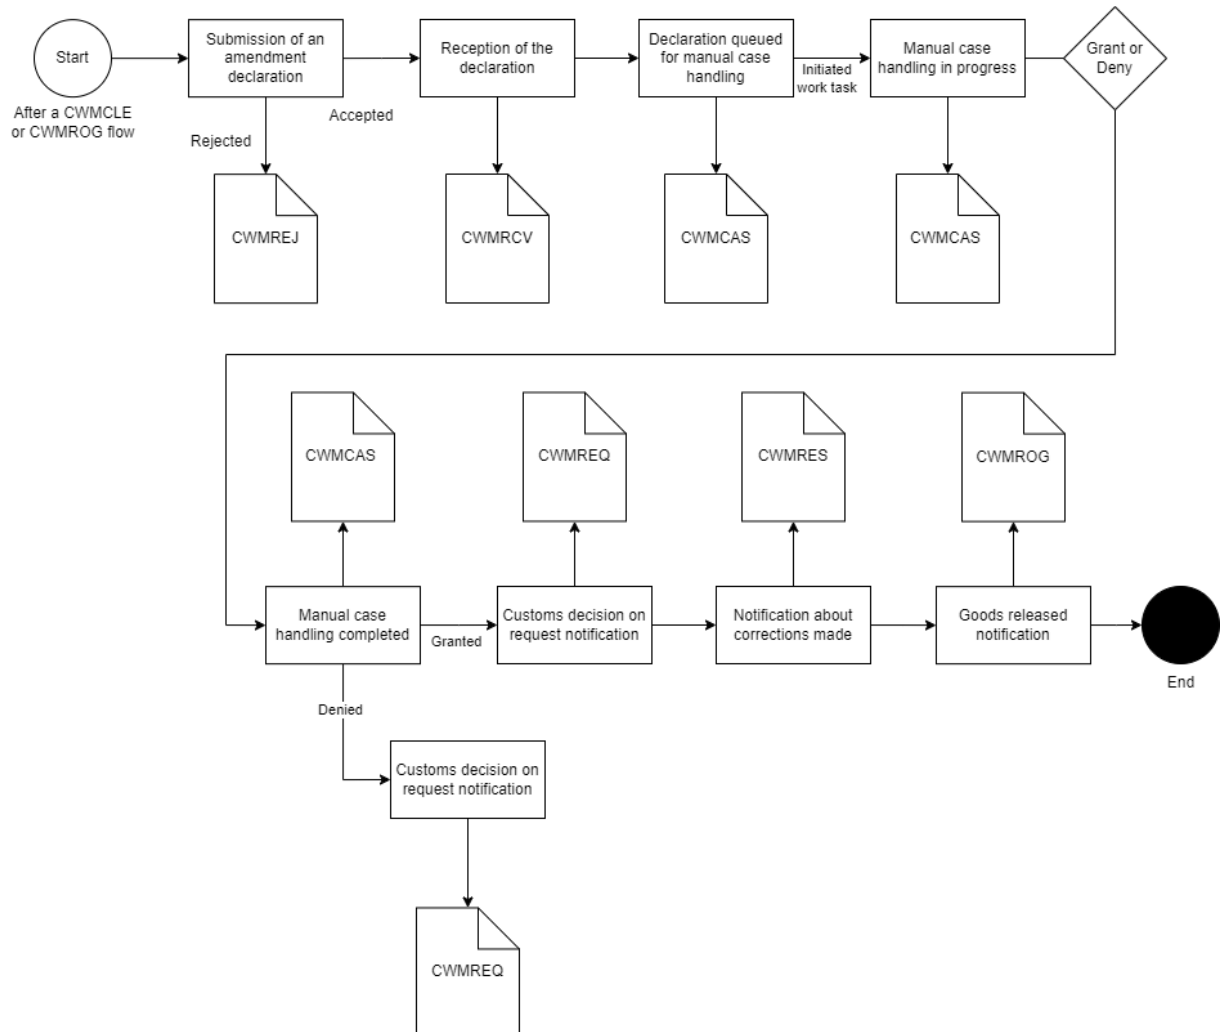 Start
After a CWMCLE
or CWMROG flow
Submission of an
amendment
declaration
Rejected
Accepted
CWMREJ
Reception of the
declaration
CWMRCV
Declaration queued
for manual case
handling
Initiated
work task
CWMCAS
Manual case
handling in progress
CWMCAS
Grant or
Deny
CWMCAS
CWMREQ
CWMRES
CWMROG
Manual case
handling completed
Granted
Customs decision on
request notification
Notification about
corrections made
Goods released
notification
End
Denied
Customs decision on
request notification
CWMREQ